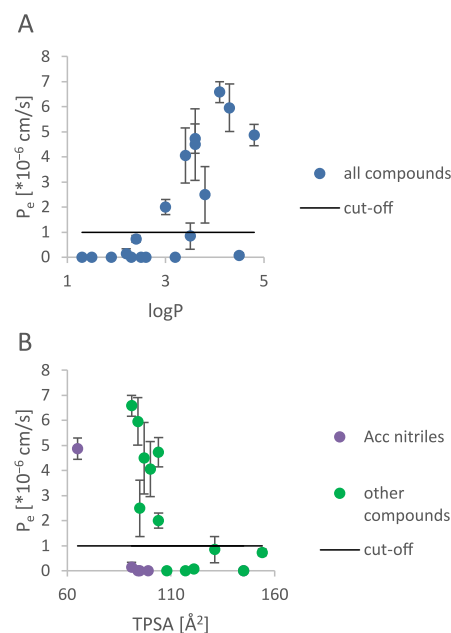 A
8
7
6
5
4
3
2
1
0
Pe [*10⁻⁶ cm/s]
1
3
5
logP
all compounds
cut-off
B
8
7
6
5
4
3
2
1
0
Pe [*10⁻⁶ cm/s]
60
110
160
TPSA [Å²]
Acc nitriles
other
compounds
cut-off